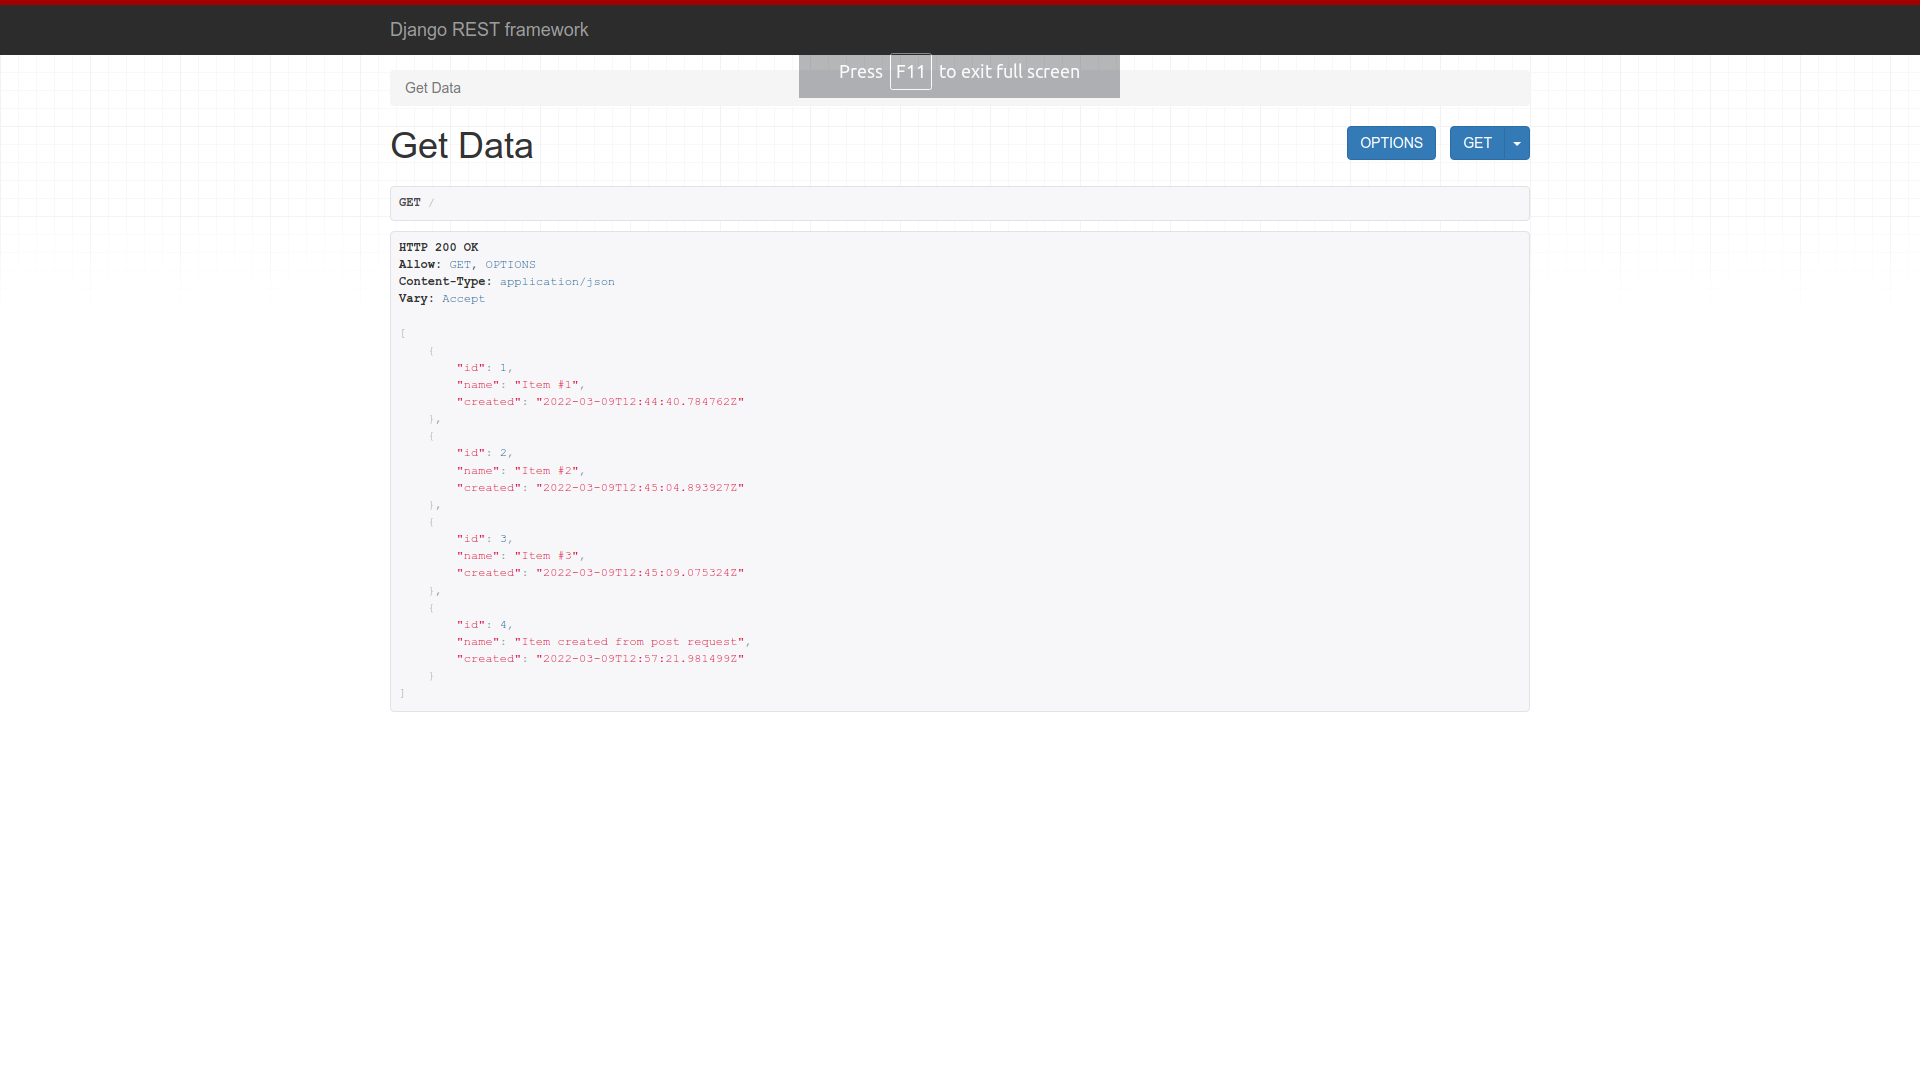 Django REST framework
Press F11 to exit full screen
Get Data
Get Data
OPTIONS
GET
GET /
HTTP 200 OK
Allow: GET, OPTIONS
Content-Type: application/json
Vary: Accept
[
    {
        "id": 1,
        "name": "Item #1",
        "created": "2022-03-09T12:44:40.784762Z"
    },
    {
        "id": 2,
        "name": "Item #2",
        "created": "2022-03-09T12:45:04.893927Z"
    },
    {
        "id": 3,
        "name": "Item #3",
        "created": "2022-03-09T12:45:09.075324Z"
    },
    {
        "id": 4,
        "name": "Item created from post request",
        "created": "2022-03-09T12:57:21.981499Z"
    }
]